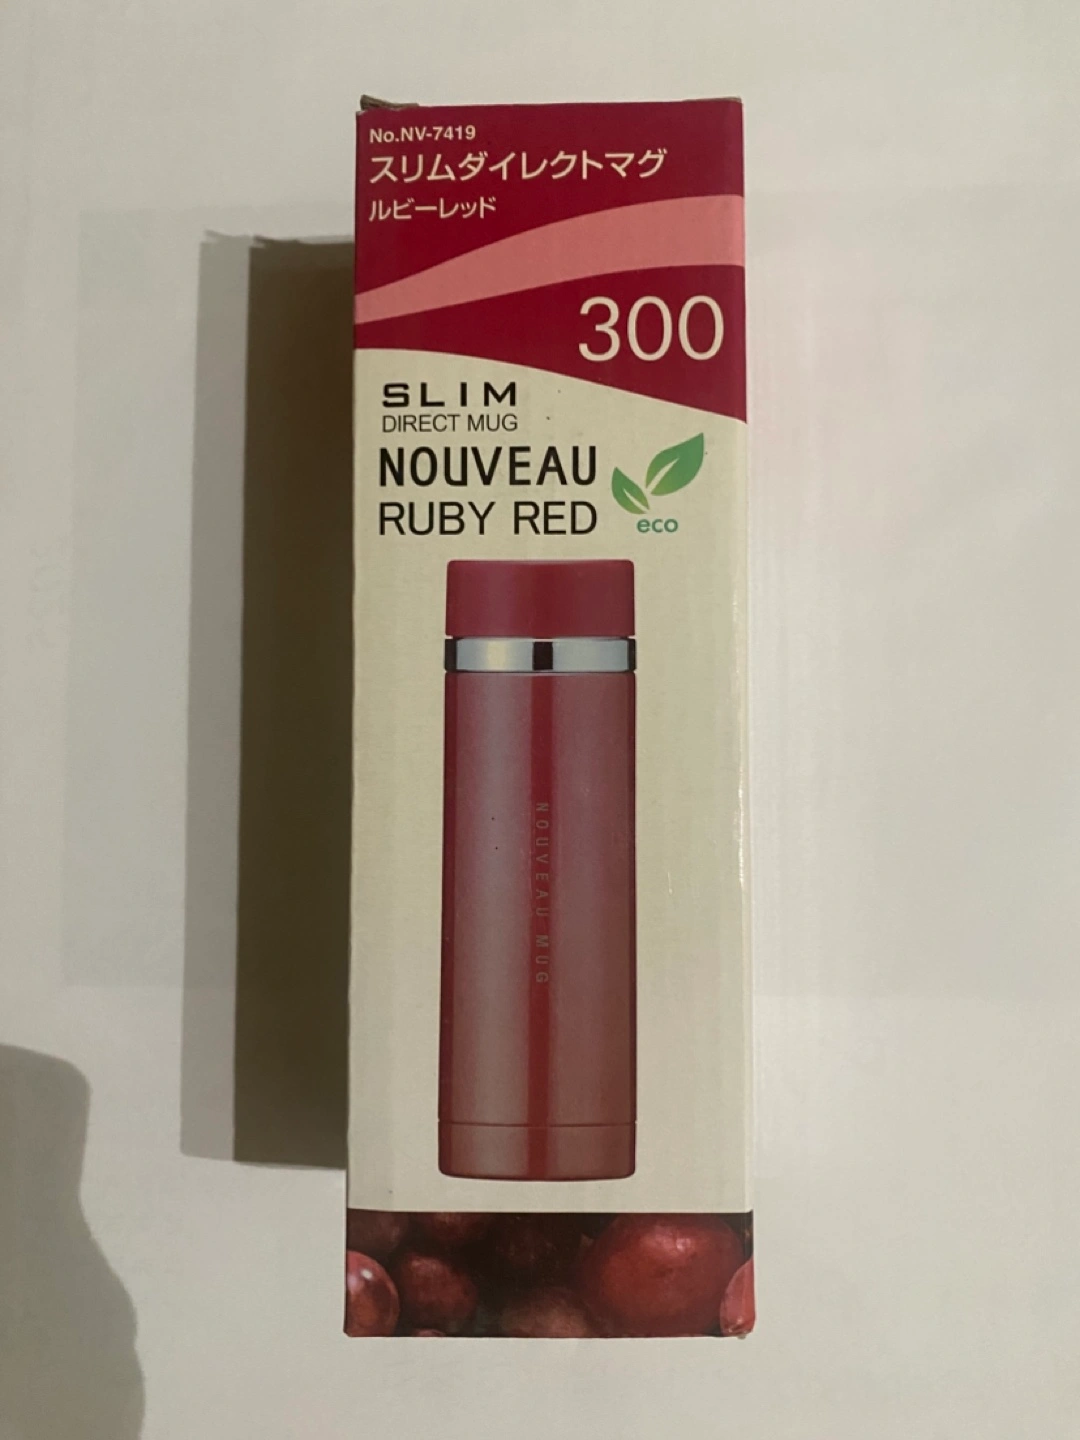 No.NV-7419
スリムダイレクトマグ
ルビーレッド
300
SLIM
DIRECT MUG
NOUVEAU
RUBY RED
eco
NOUVEAU MUG